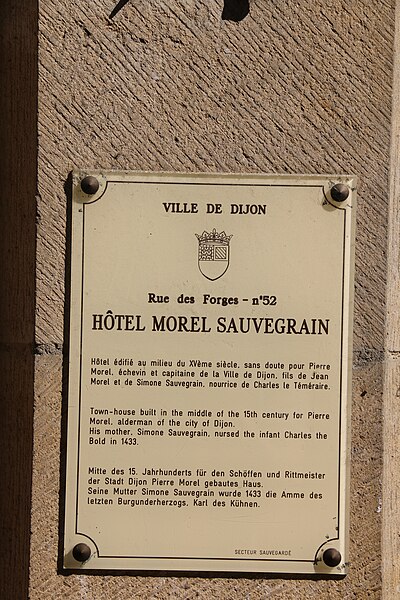 VILLE DE DIJON
Rue des Forges - n°52
HÔTEL MOREL SAUVEGRAIN
Hôtel édifié au milieu du XVème siècle, sans doute pour Pierre
Morel, échevin et capitaine de la Ville de Dijon, fils de Jean
Morel et de Simone Sauvegrain, nourrice de Charles le Téméraire.
Town-house built in the middle of the 15th century for Pierre
Morel, alderman of the city of Dijon.
His mother, Simone Sauvegrain, nursed the infant Charles the
Bold in 1433.
Mitte des 15. Jahrhunderts für den Schöffen und Rittmeister
der Stadt Dijon Pierre Morel gebautes Haus.
Seine Mutter Simone Sauvegrain wurde 1433 die Amme des
letzten Burgunderherzogs, Karl des Kühnen.
SECTEUR SAUVEGARDÉ